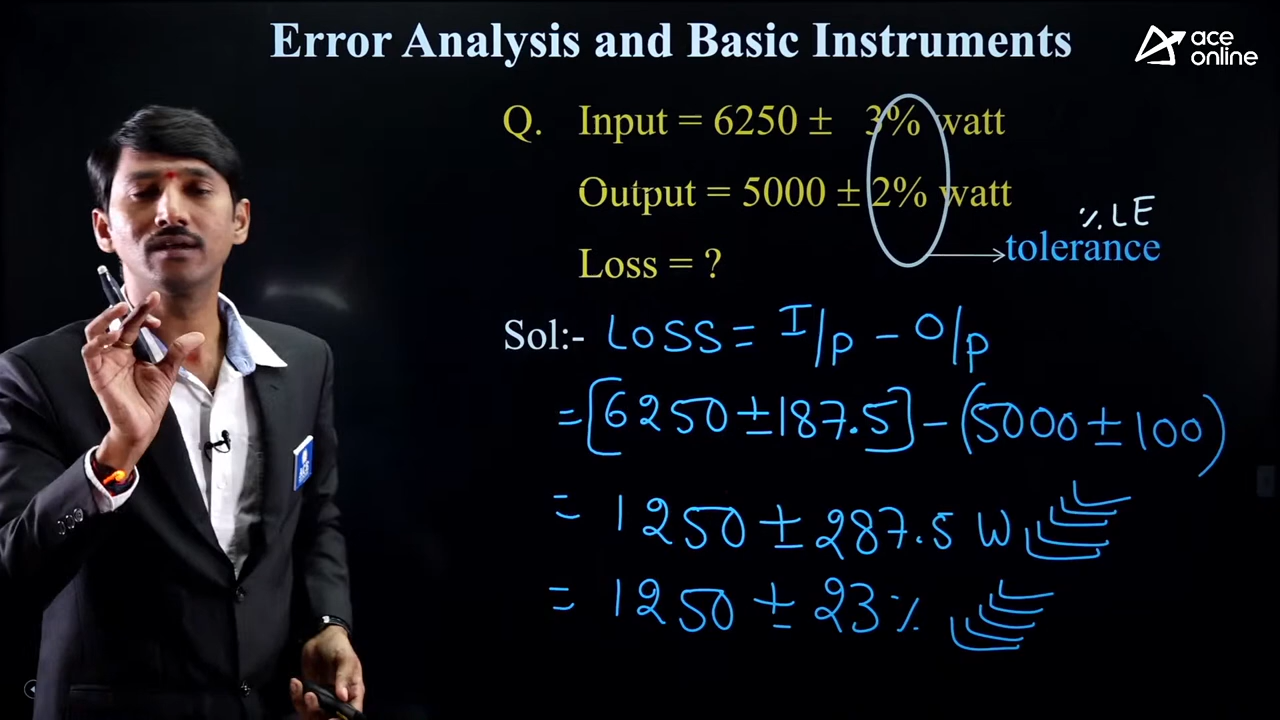 Error Analysis and Basic Instruments
ace
online
Q. Input = 6250 ± 3% watt
Output = 5000 ± 2% watt
% LE
tolerance
Loss = ?
Sol:- LOSS = I/p - O/p
= [6250 ± 187.5] - (5000 ± 100)
= 1250 ± 287.5 W
= 1250 ± 23%